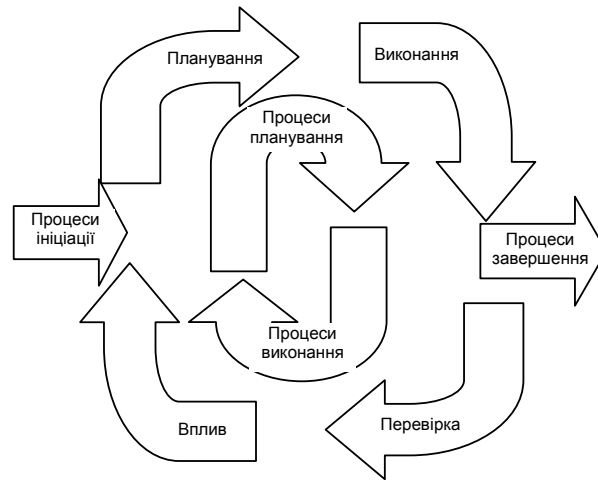 Планування
Виконання
Процеси
планування
Процеси
ініціації
Процеси
завершення
Процеси
виконання
Вплив
Перевірка